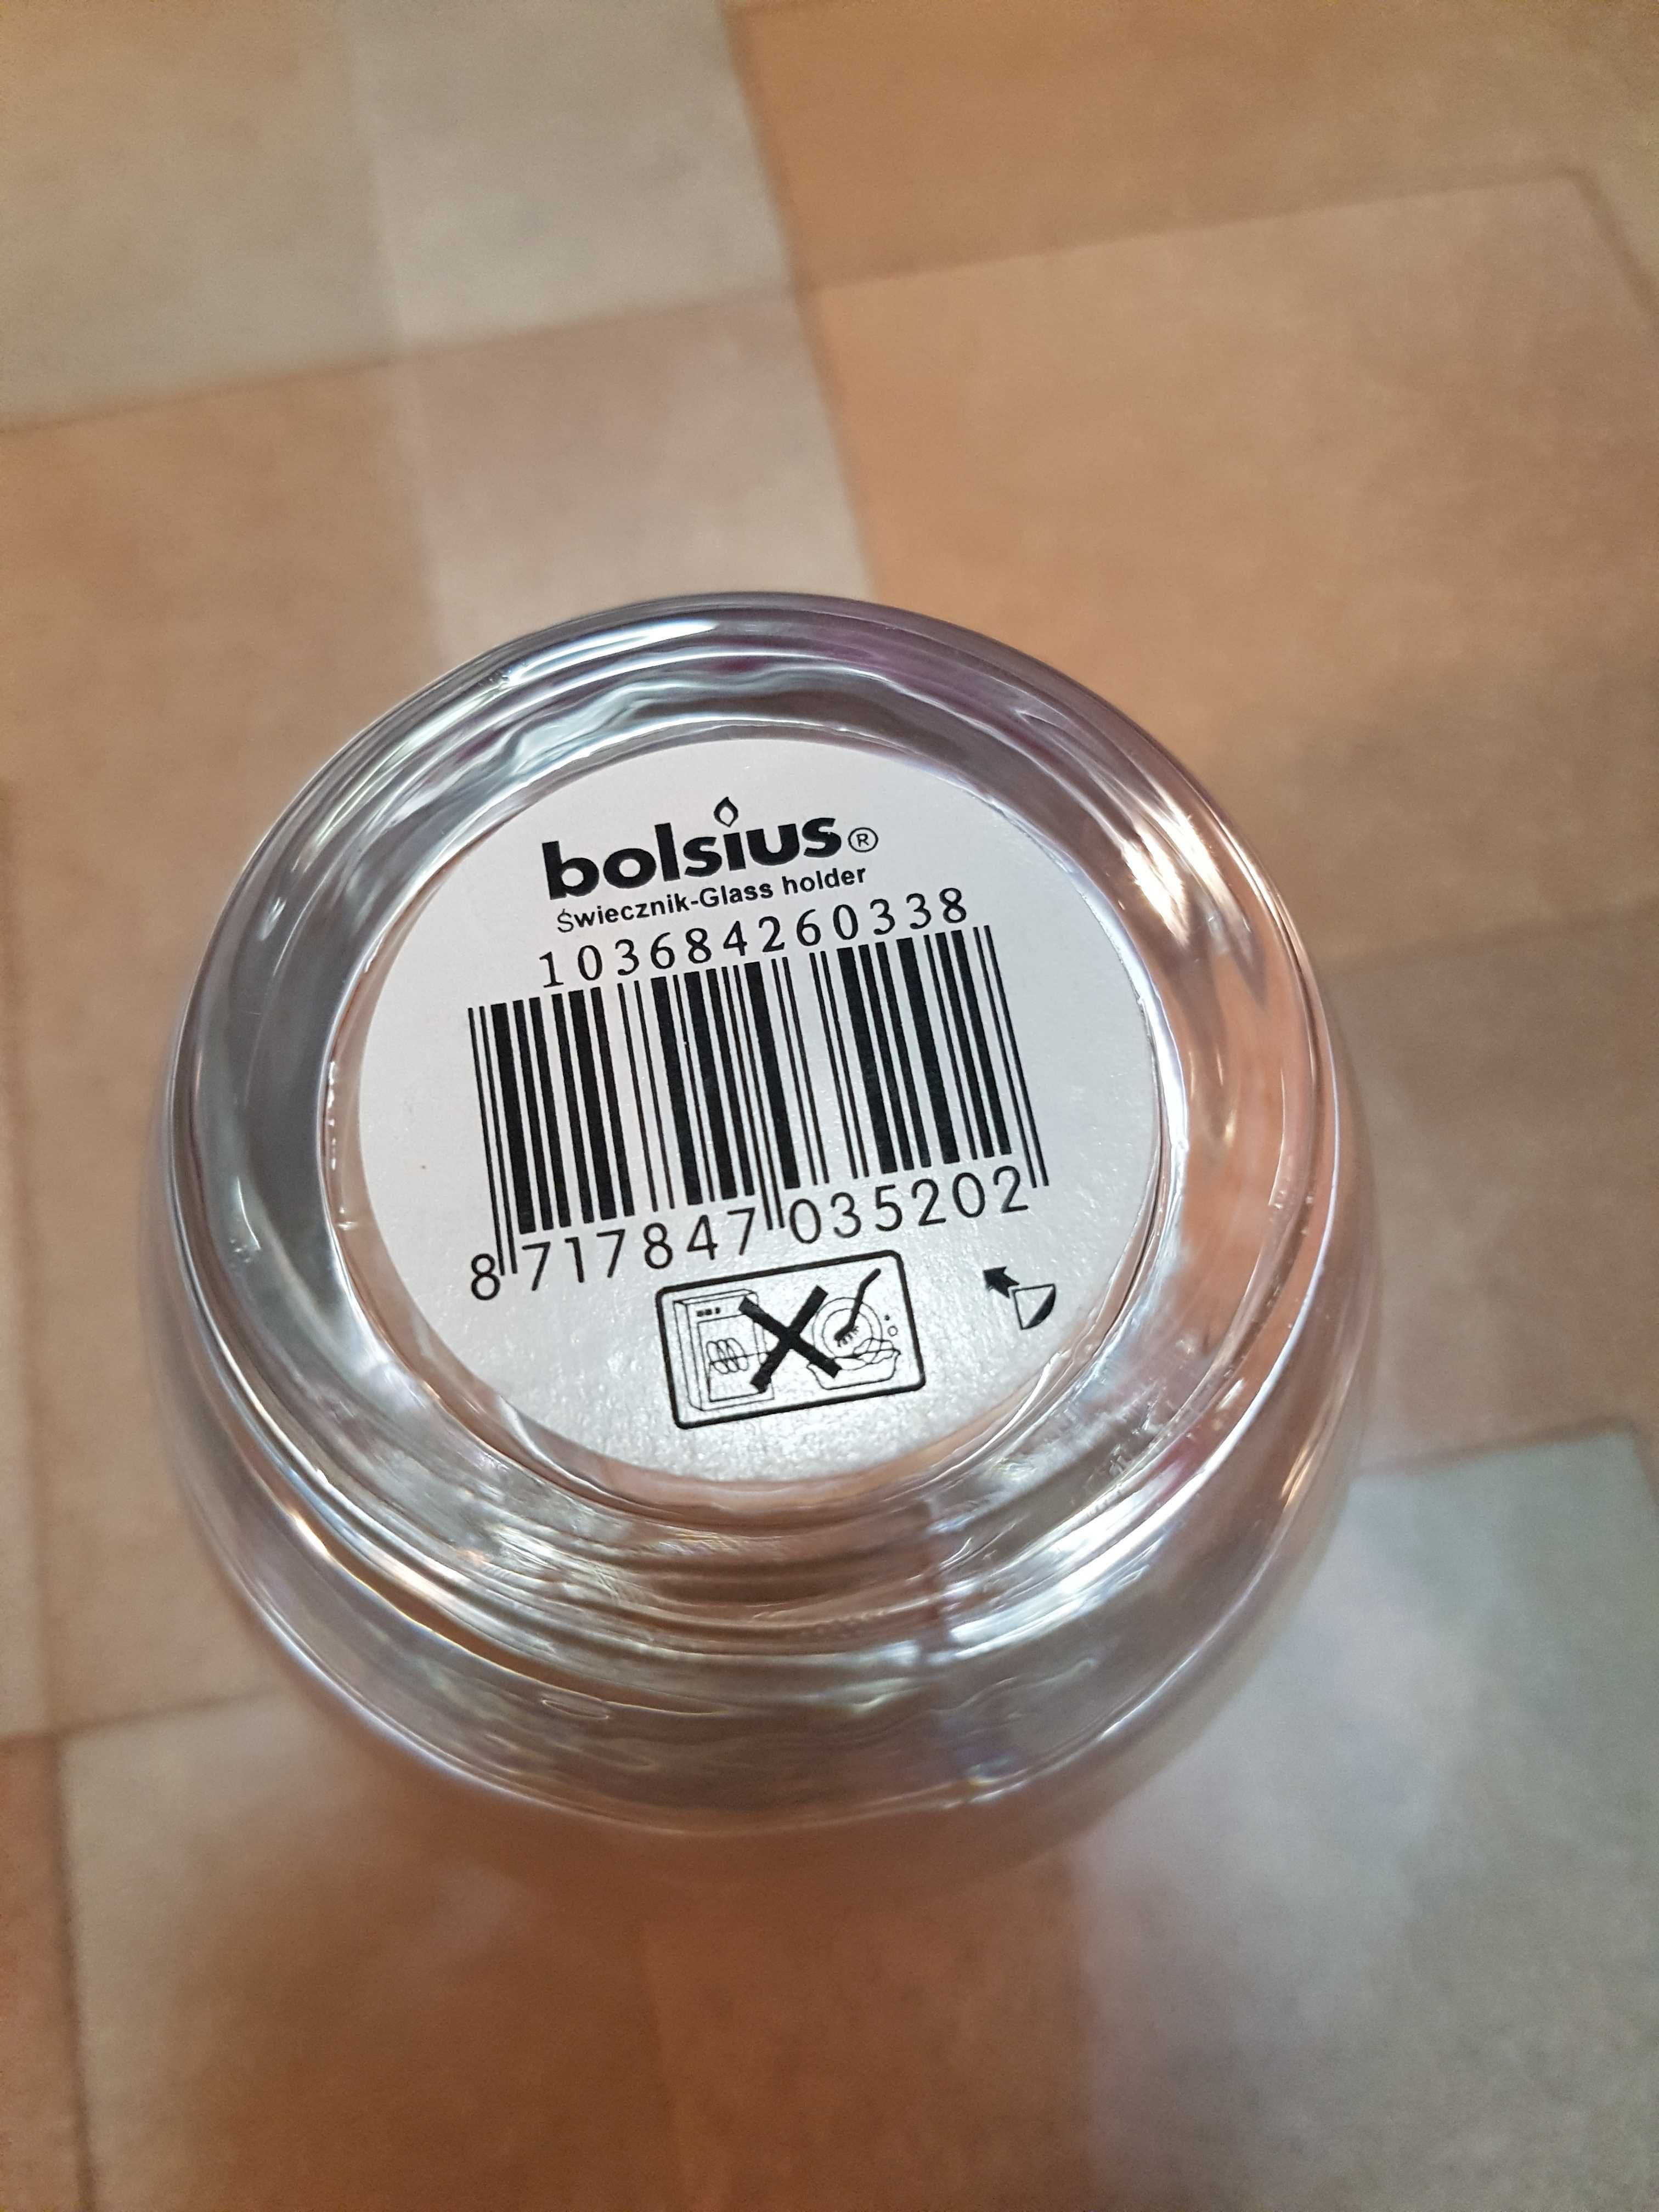 bolsius®
Świecznik-Glass holder
103684260338
8 717847 035202